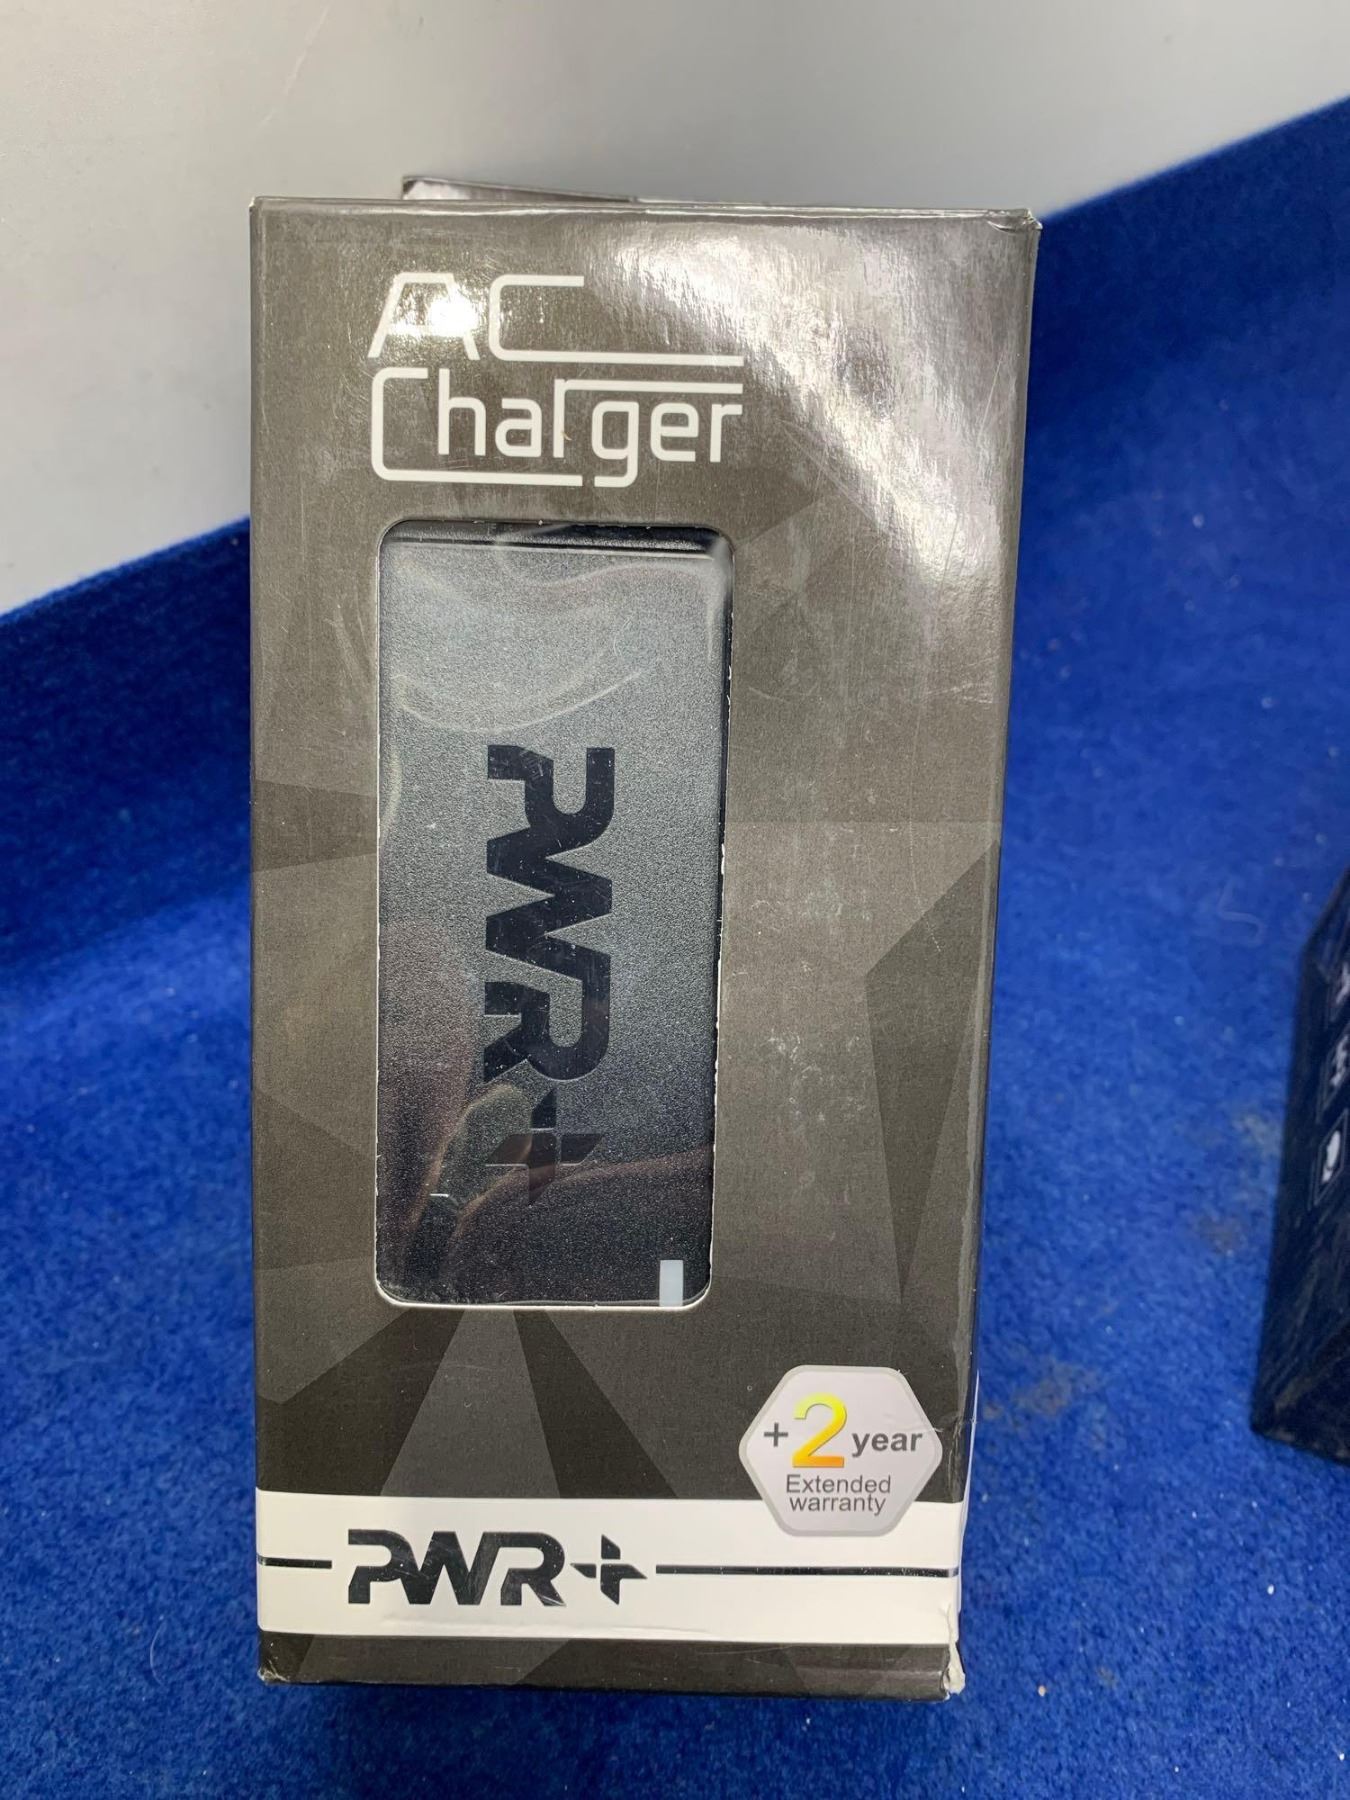 AC
Charger
PWR+
+2 year
Extended
warranty
PWR+